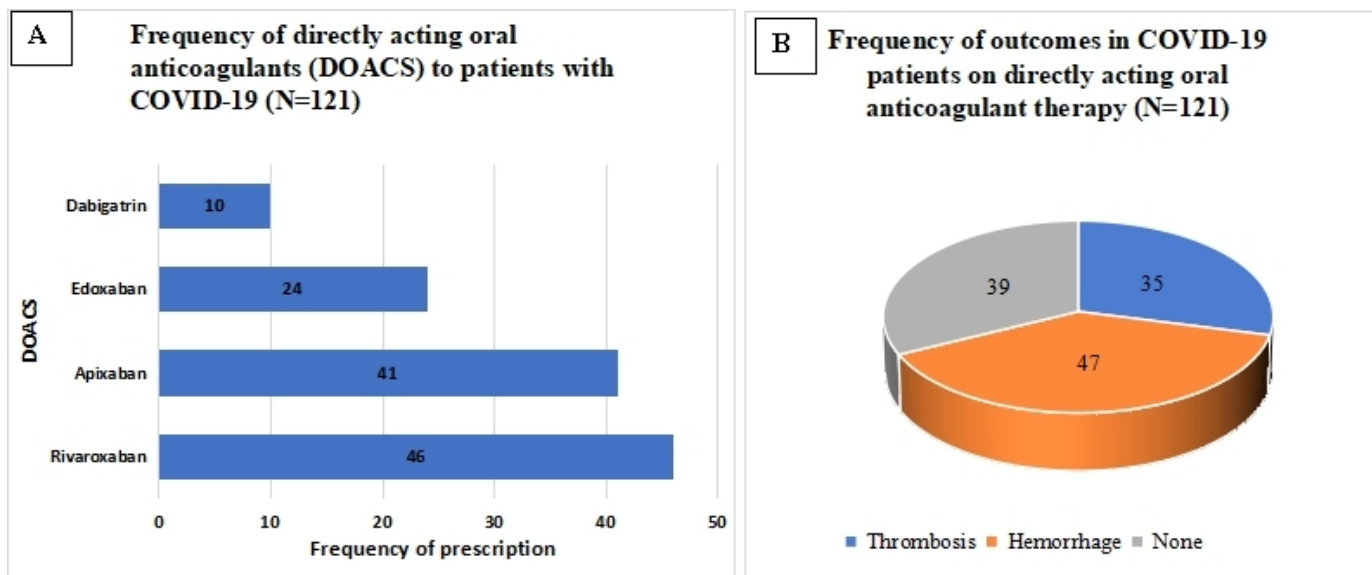 A
Frequency of directly acting oral
anticoagulants (DOACS) to patients with
COVID-19 (N=121)
DOACS
Dabigatrin
10
Edoxaban
24
Apixaban
41
Rivaroxaban
46
0 10 20 30 40 50
Frequency of prescription
B
Frequency of outcomes in COVID-19
patients on directly acting oral
anticoagulant therapy (N=121)
39
35
47
Thrombosis Hemorrhage None